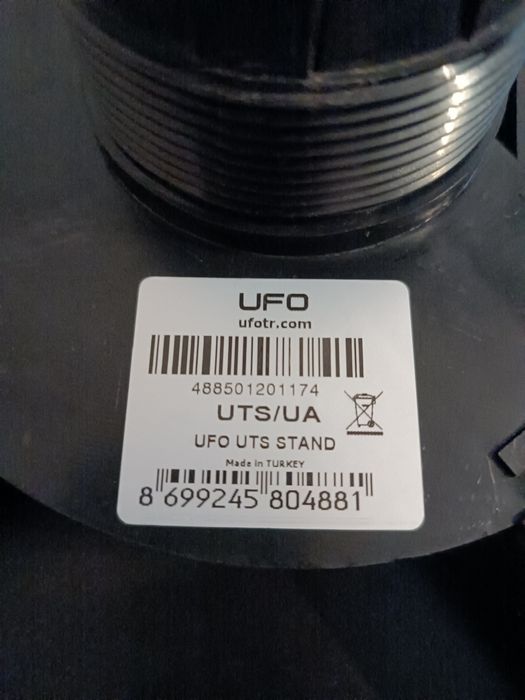 UFO
ufotr.com
488501201174
UTS/UA
UFO UTS STAND
Made in TURKEY
8 699245 804881